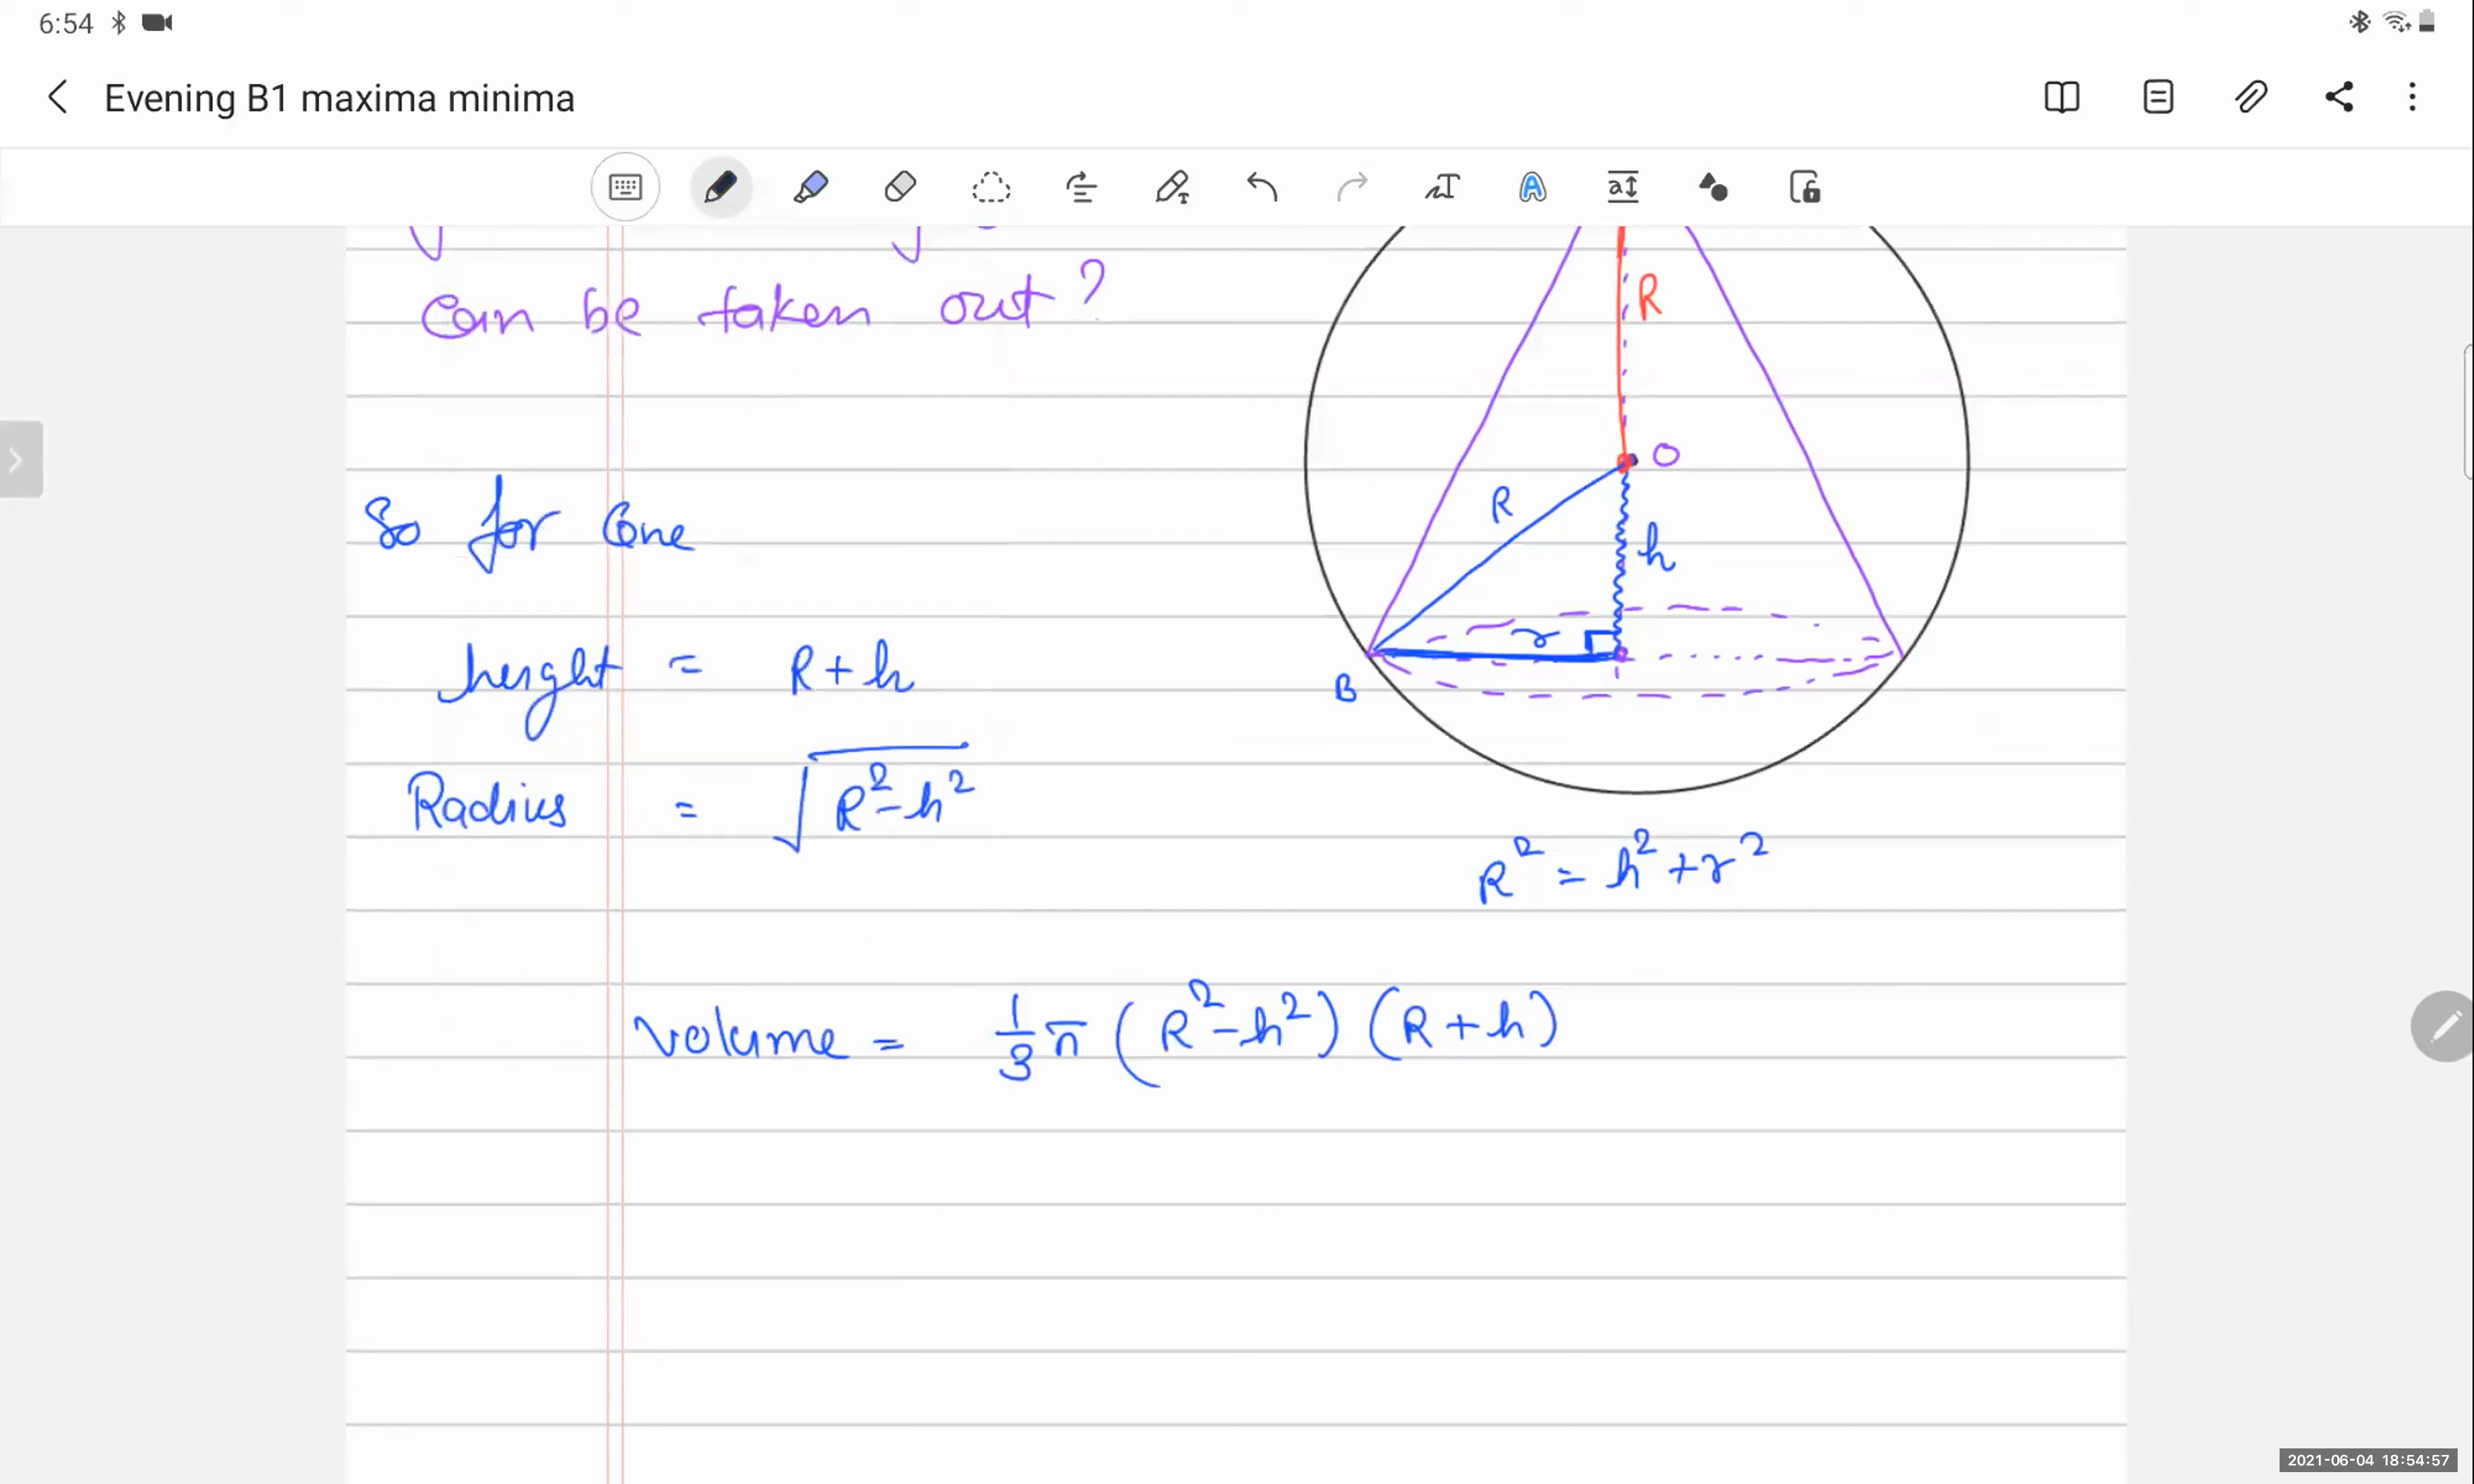 6:54
Evening B1 maxima minima
can be taken out?
R
O
R
h
r
B
So for Cone
height = R + h
Radius = √(R²-h²)
R² = h² + r²
Volume = 1/3 π (R²-h²) (R+h)
2021-06-04 18:54:57